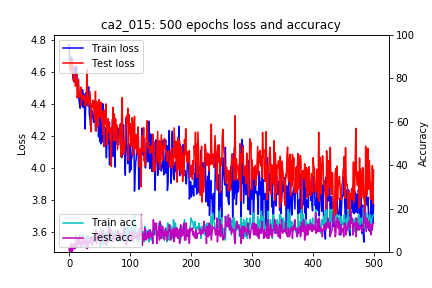 ca2_015: 500 epochs loss and accuracy
4.8
4.6
4.4
4.2
4.0
3.8
3.6
Loss
Train loss
Test loss
Train acc
Test acc
0
100
200
300
400
500
100
80
60
40
20
0
Accuracy